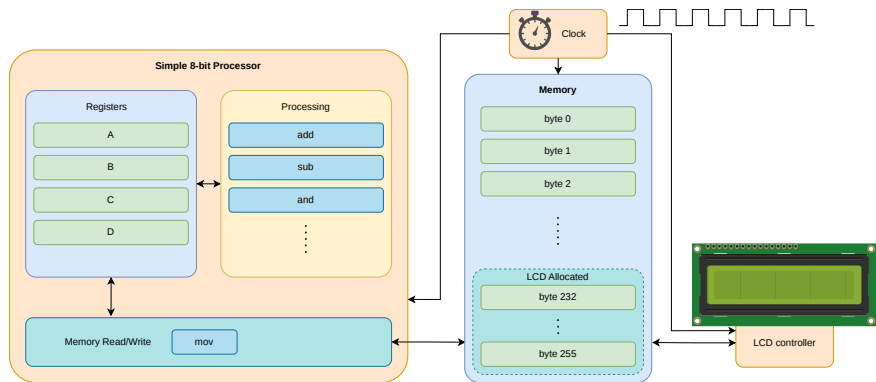 Clock
Simple 8-bit Processor
Registers
A
B
C
D
Processing
add
sub
and
Memory Read/Write
mov
Memory
byte 0
byte 1
byte 2
LCD Allocated
byte 232
byte 255
LCD controller